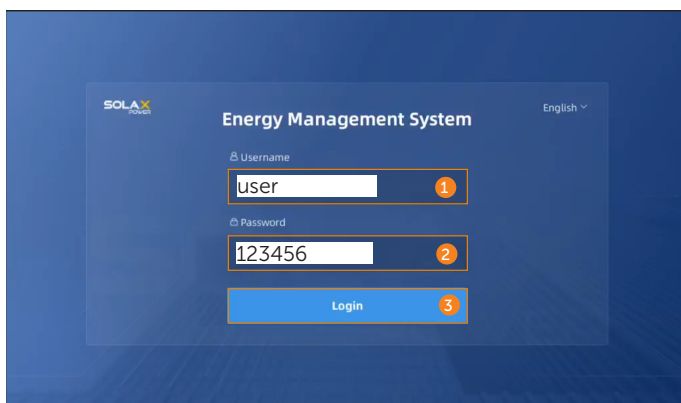 SOLAX
POWER
English
Energy Management System
Username
user
1
Password
123456
2
Login
3